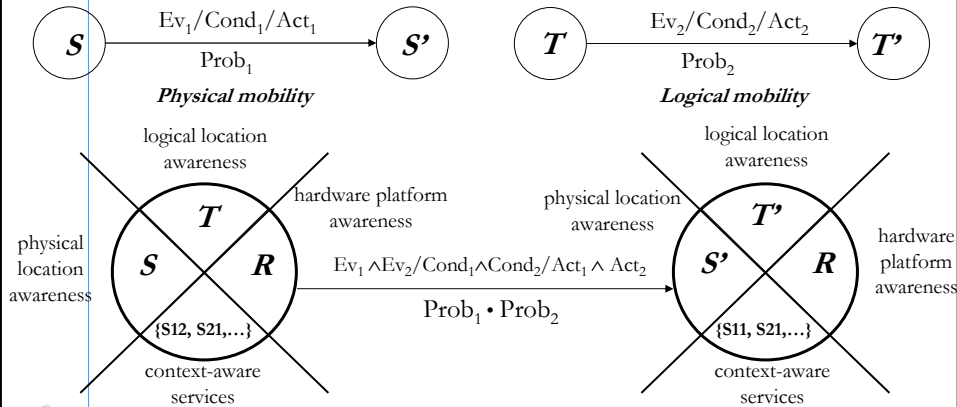 Ev₁/Cond₁/Act₁
S
S'
Prob₁
Physical mobility
Ev₂/Cond₂/Act₂
T
T'
Prob₂
Logical mobility
logical location
awareness
hardware platform
awareness
physical
location
awareness
T
S
R
{S12, S21,...}
context-aware
services
Ev₁ ∧Ev₂/Cond₁∧Cond₂/Act₁ ∧ Act₂
Prob₁ • Prob₂
logical location
awareness
physical location
awareness
hardware
platform
awareness
T'
S'
R
{S11, S21,...}
context-aware
services